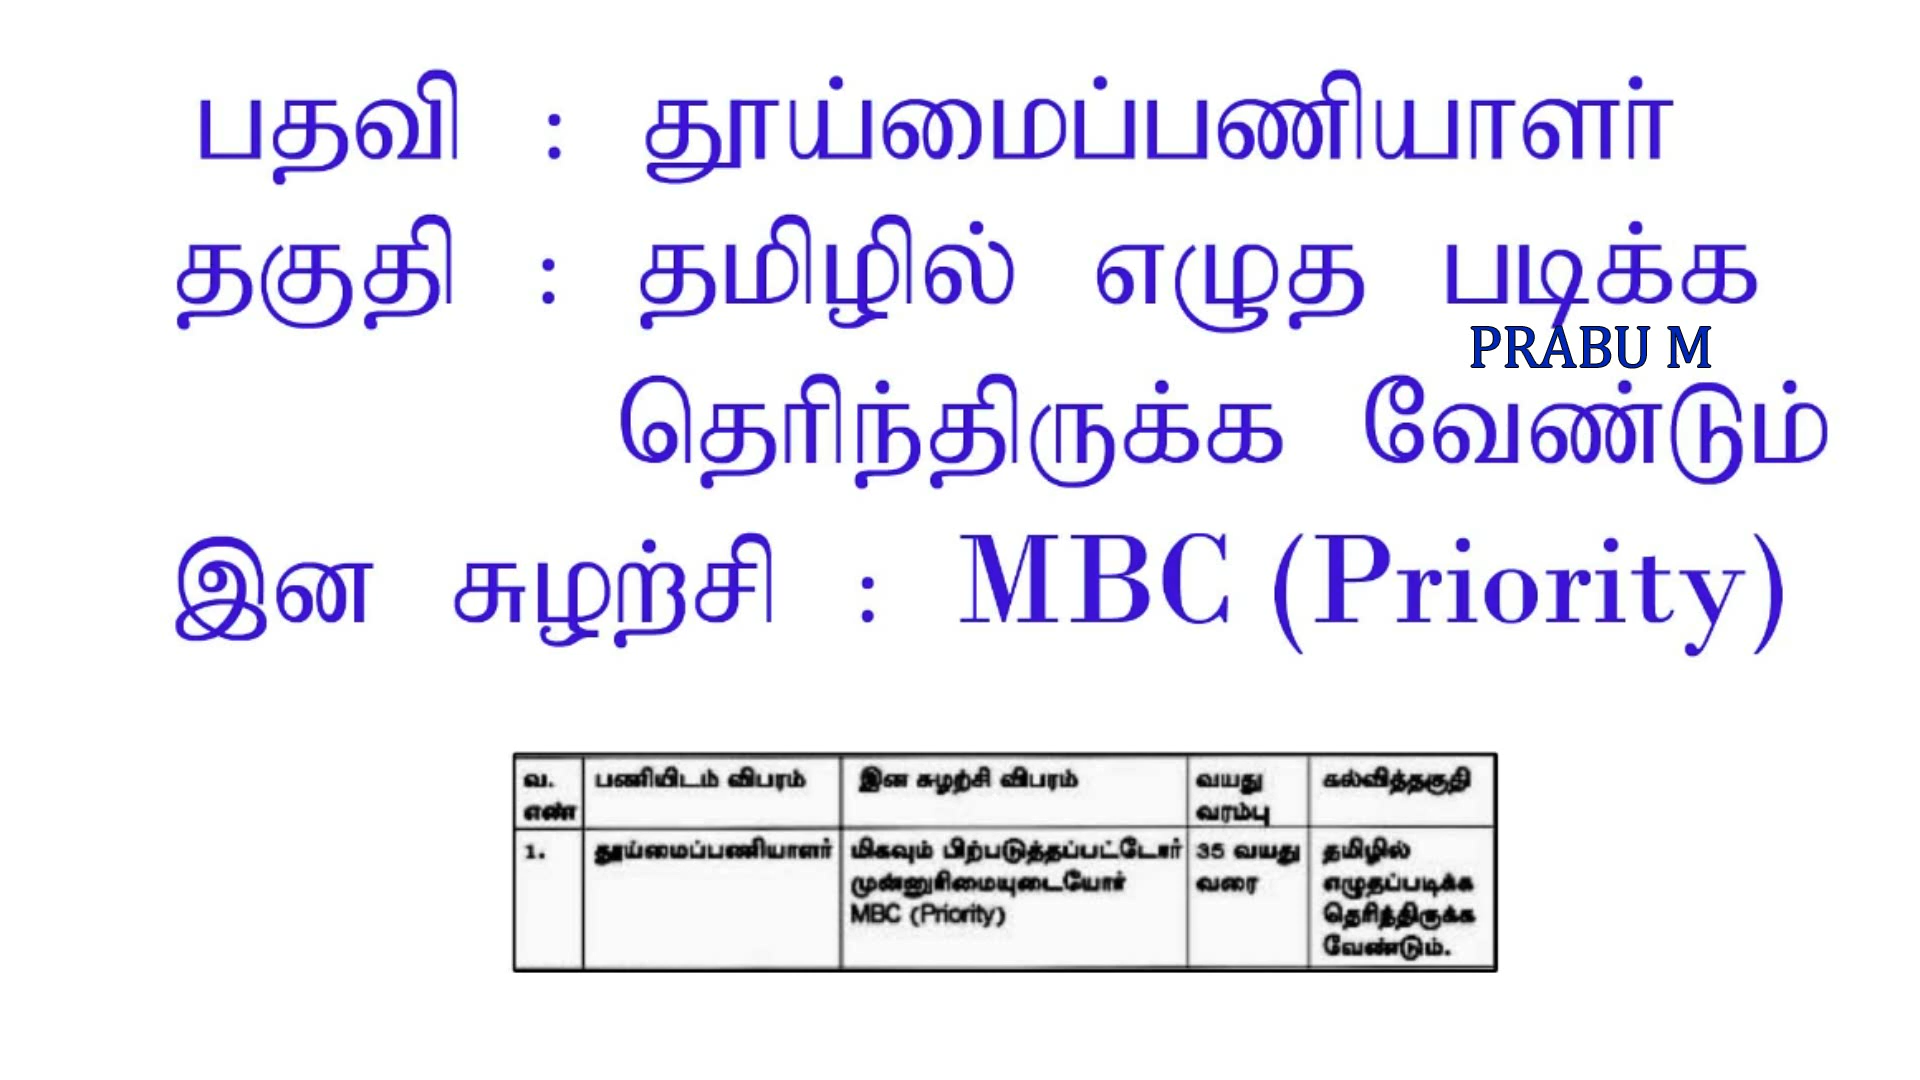 பதவி : தூய்மைப்பணியாளர்
தகுதி : தமிழில் எழுத படிக்க
PRABU M
தெரிந்திருக்க வேண்டும்
இன சுழற்சி : MBC (Priority)
வ. எண் பணியிடம் விபரம் இன சுழற்சி விபரம் வயது வரம்பு கல்வித்தகுதி
1. தூய்மைப்பணியாளர் மிகவும் பிற்படுத்தப்பட்டோர் 35 வயது தமிழில்
முன்னுரிமையுடையோர் வரை எழுதப்படிக்க
MBC (Priority) தெரிந்திருக்க
வேண்டும்.